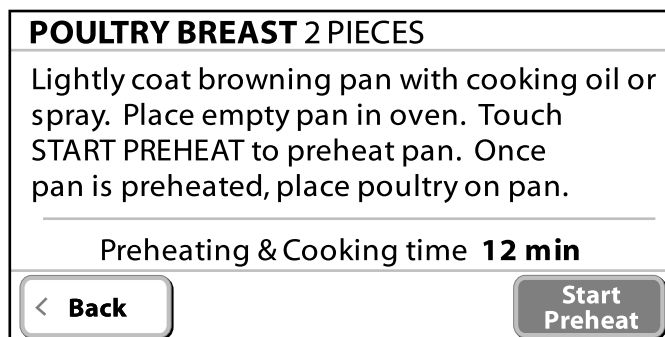 POULTRY BREAST 2 PIECES
Lightly coat browning pan with cooking oil or
spray. Place empty pan in oven. Touch
START PREHEAT to preheat pan. Once
pan is preheated, place poultry on pan.
Preheating & Cooking time 12 min
< Back
Start
Preheat